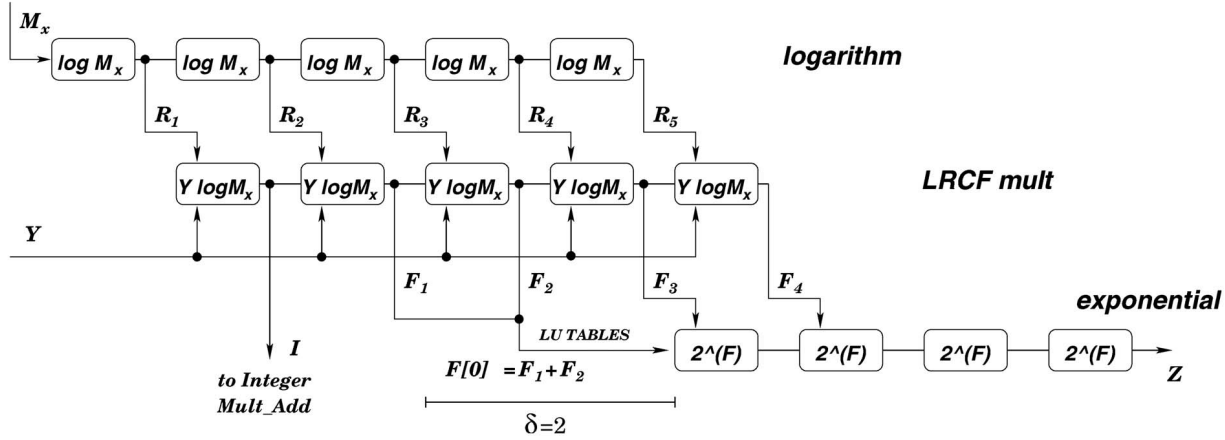 M_x
log M_x log M_x log M_x log M_x log M_x
logarithm
R_1 R_2 R_3 R_4 R_5
Y logM_x Y logM_x Y logM_x Y logM_x Y logM_x
LRCF mult
Y
F_1 F_2 F_3 F_4
exponential
LU TABLES
2^(F) 2^(F) 2^(F) 2^(F)
I
F[0] =F_1+F_2
Z
to Integer
Mult_Add
δ=2